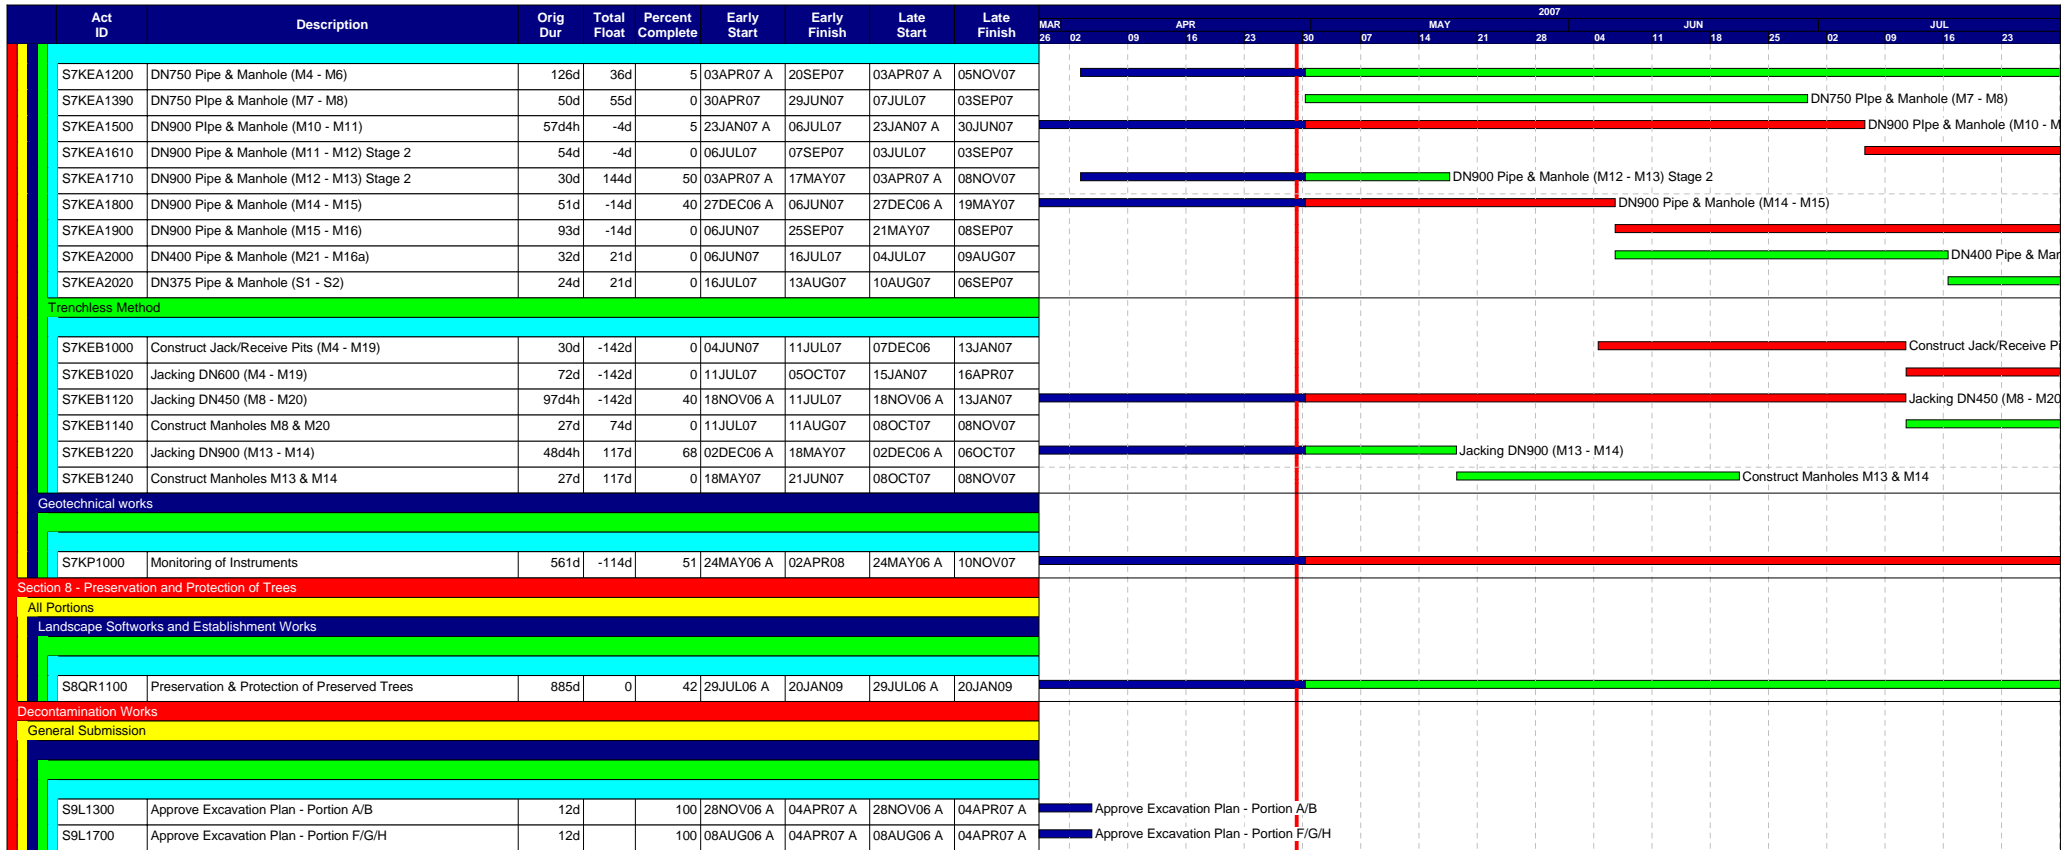 Act ID Description Orig Dur Total Float Percent Complete Early Start Early Finish Late Start Late Finish
2007
MAR APR MAY JUN JUL
26 02 09 16 23 30 07 14 21 28 04 11 18 25 02 09 16 23
S7KEA1200 DN750 Pipe & Manhole (M4 - M6) 126d 36d 5 03APR07 A 20SEP07 03APR07 A 05NOV07
S7KEA1390 DN750 PIpe & Manhole (M7 - M8) 50d 55d 0 30APR07 29JUN07 07JUL07 03SEP07 DN750 PIpe & Manhole (M7 - M8)
S7KEA1500 DN900 PIpe & Manhole (M10 - M11) 57d4h -4d 5 23JAN07 A 06JUL07 23JAN07 A 30JUN07 DN900 PIpe & Manhole (M10 - M
S7KEA1610 DN900 Pipe & Manhole (M11 - M12) Stage 2 54d -4d 0 06JUL07 07SEP07 03JUL07 03SEP07
S7KEA1710 DN900 Pipe & Manhole (M12 - M13) Stage 2 30d 144d 50 03APR07 A 17MAY07 03APR07 A 08NOV07 DN900 Pipe & Manhole (M12 - M13) Stage 2
S7KEA1800 DN900 Pipe & Manhole (M14 - M15) 51d -14d 40 27DEC06 A 06JUN07 27DEC06 A 19MAY07 DN900 Pipe & Manhole (M14 - M15)
S7KEA1900 DN900 Pipe & Manhole (M15 - M16) 93d -14d 0 06JUN07 25SEP07 21MAY07 08SEP07
S7KEA2000 DN400 Pipe & Manhole (M21 - M16a) 32d 21d 0 06JUN07 16JUL07 04JUL07 09AUG07 DN400 Pipe & Man
S7KEA2020 DN375 Pipe & Manhole (S1 - S2) 24d 21d 0 16JUL07 13AUG07 10AUG07 06SEP07
Trenchless Method
S7KEB1000 Construct Jack/Receive Pits (M4 - M19) 30d -142d 0 04JUN07 11JUL07 07DEC06 13JAN07 Construct Jack/Receive Pi
S7KEB1020 Jacking DN600 (M4 - M19) 72d -142d 0 11JUL07 05OCT07 15JAN07 16APR07
S7KEB1120 Jacking DN450 (M8 - M20) 97d4h -142d 40 18NOV06 A 11JUL07 18NOV06 A 13JAN07 Jacking DN450 (M8 - M20
S7KEB1140 Construct Manholes M8 & M20 27d 74d 0 11JUL07 11AUG07 08OCT07 08NOV07
S7KEB1220 Jacking DN900 (M13 - M14) 48d4h 117d 68 02DEC06 A 18MAY07 02DEC06 A 06OCT07 Jacking DN900 (M13 - M14)
S7KEB1240 Construct Manholes M13 & M14 27d 117d 0 18MAY07 21JUN07 08OCT07 08NOV07 Construct Manholes M13 & M14
Geotechnical works
S7KP1000 Monitoring of Instruments 561d -114d 51 24MAY06 A 02APR08 24MAY06 A 10NOV07
Section 8 - Preservation and Protection of Trees
All Portions
Landscape Softworks and Establishment Works
S8QR1100 Preservation & Protection of Preserved Trees 885d 0 42 29JUL06 A 20JAN09 29JUL06 A 20JAN09
Decontamination Works
General Submission
S9L1300 Approve Excavation Plan - Portion A/B 12d 100 28NOV06 A 04APR07 A 28NOV06 A 04APR07 A Approve Excavation Plan - Portion A/B
S9L1700 Approve Excavation Plan - Portion F/G/H 12d 100 08AUG06 A 04APR07 A 08AUG06 A 04APR07 A Approve Excavation Plan - Portion F/G/H